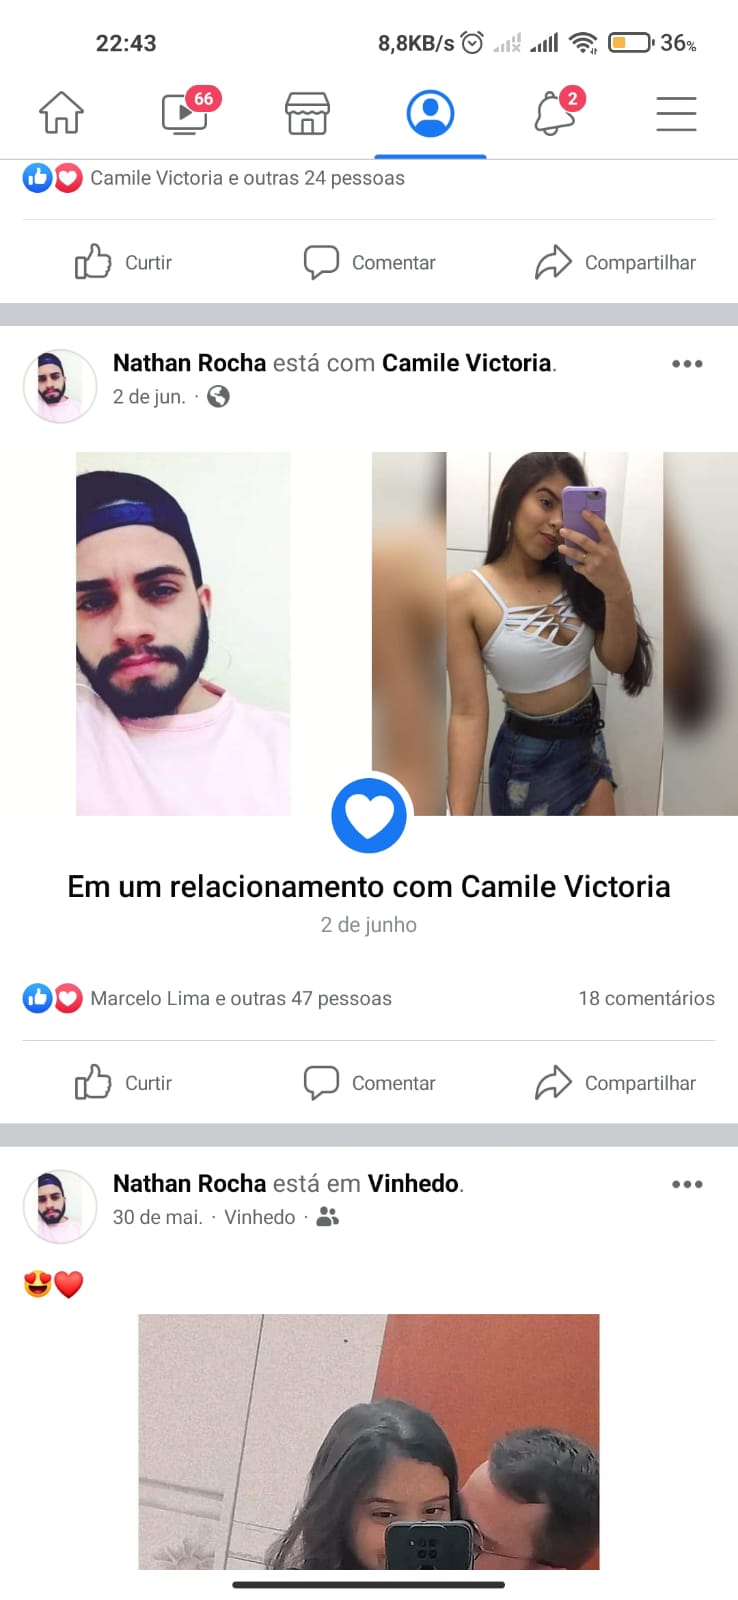 22:43
8,8KB/s
36%
66
2
Camile Victoria e outras 24 pessoas
Curtir
Comentar
Compartilhar
Nathan Rocha está com Camile Victoria.
2 de jun. ·
Em um relacionamento com Camile Victoria
2 de junho
Marcelo Lima e outras 47 pessoas
18 comentários
Curtir
Comentar
Compartilhar
Nathan Rocha está em Vinhedo.
30 de mai. · Vinhedo ·
😍❤️